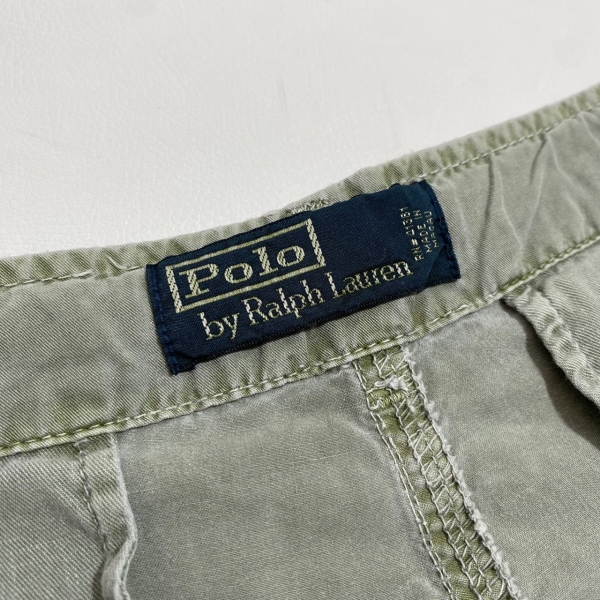 Polo
by Ralph Lauren
RN# 41381
MADE IN
MACAU